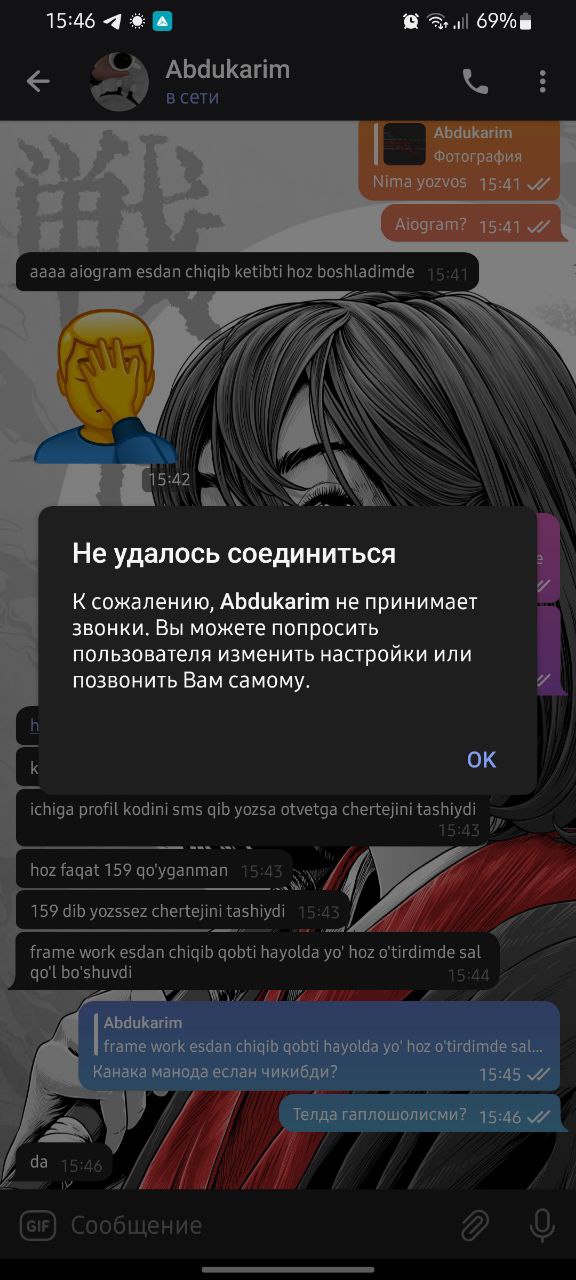 15:46
69%
Abdukarim
в сети
Abdukarim
Фотография
Nima yozvos 15:41
Aiogram? 15:41
aaaa aiogram esdan chiqib ketibti hoz boshladimde 15:41
15:42
Не удалось соединиться
К сожалению, Abdukarim не принимает
звонки. Вы можете попросить
пользователя изменить настройки или
позвонить Вам самому.
OK
ichiga profil kodini sms qib yozsa otvetga chertejini tashiydi
15:43
hoz faqat 159 qo'yganman 15:43
159 dib yozssez chertejini tashiydi 15:43
frame work esdan chiqib qobti hayolda yo' hoz o'tirdimde sal
qo'l bo'shuvdi
15:44
Abdukarim
frame work esdan chiqib qobti hayolda yo' hoz o'tirdimde sal...
Канака манода еслан чикибди? 15:45
Телда гаплошолисми? 15:46
da 15:46
GIF Сообщение